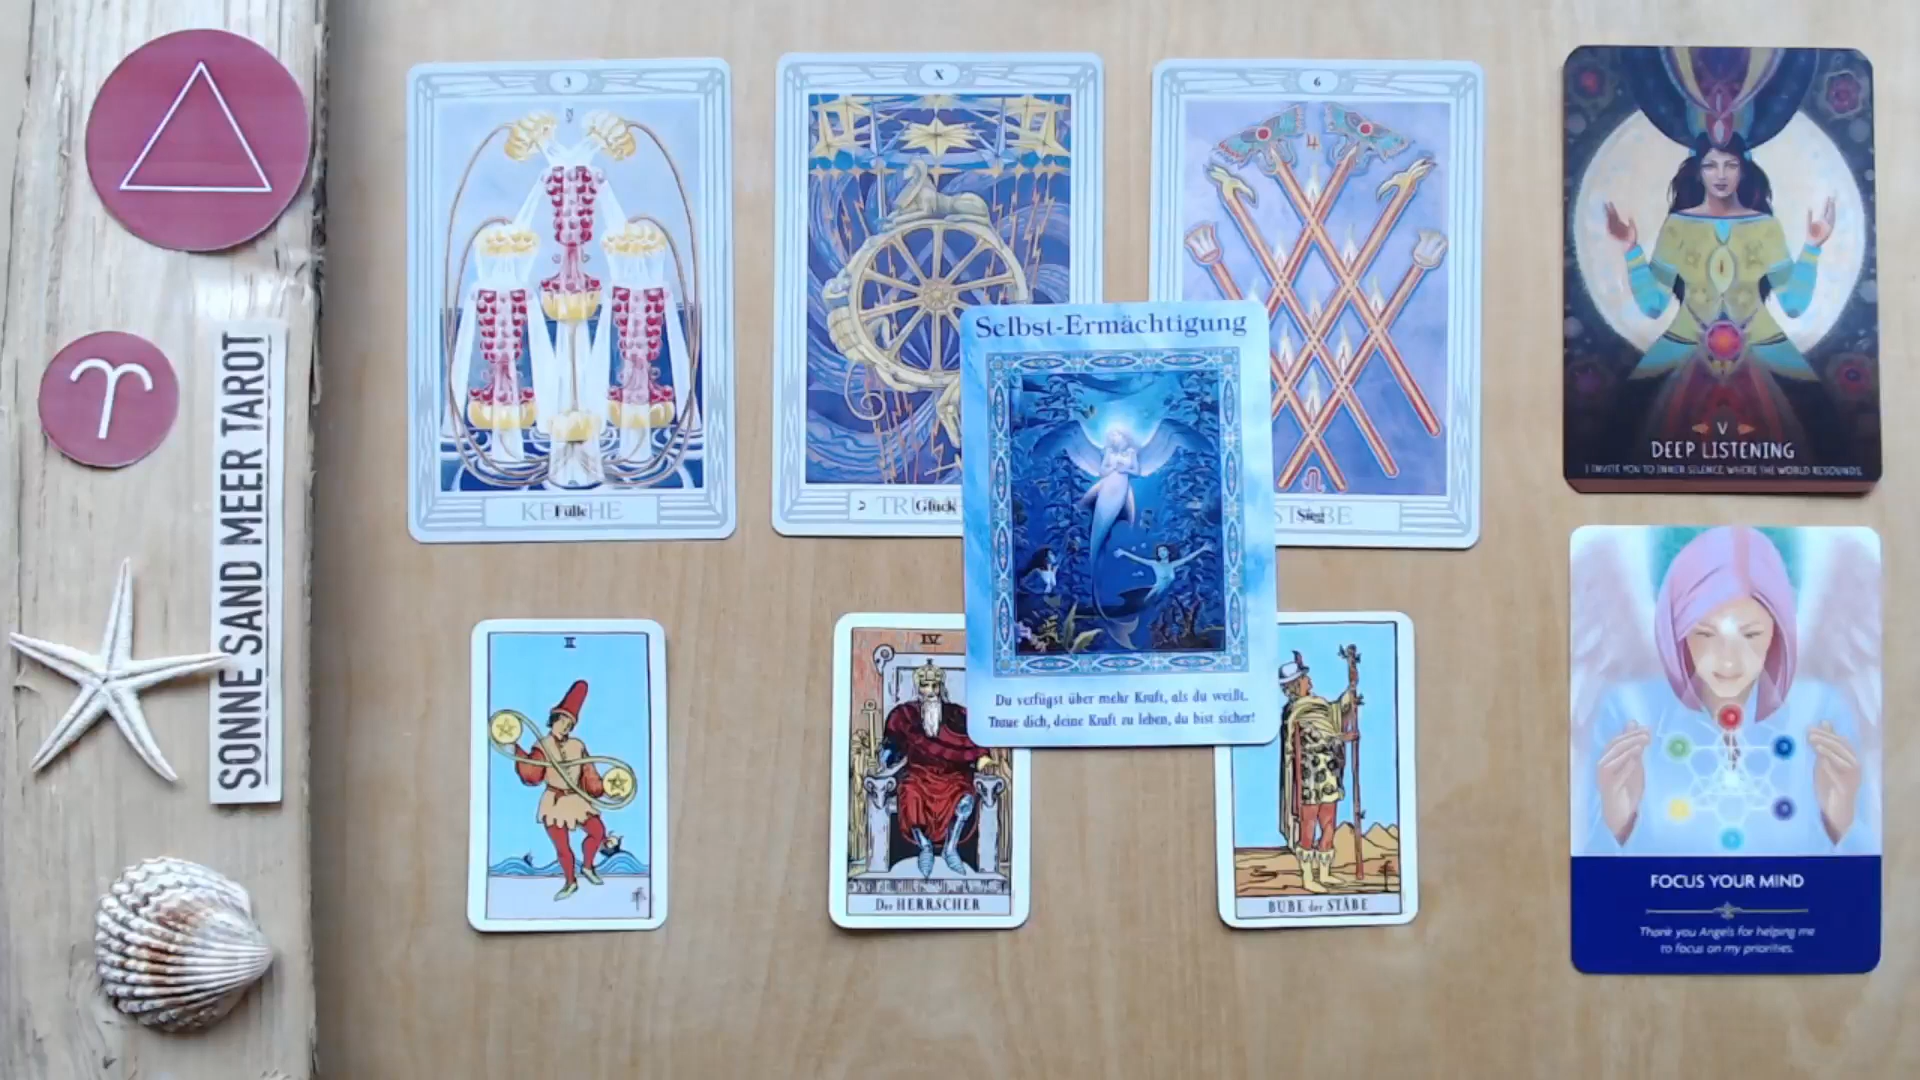 SONNE SAND MEER TAROT
3
KELCHE
Fülle
X
Glück
6
STÄBE
Sieg
Selbst-Ermächtigung
Du verfügst über mehr Kraft, als du weißt.
Traue dich, deine Kraft zu leben, du bist sicher!
II
IV
Der HERRSCHER
BUBE der STÄBE
V
DEEP LISTENING
I INVITE YOU TO INNER SILENCE WHERE THE WORLD RESOUNDS.
FOCUS YOUR MIND
Thank you Angels for helping me
to focus on my priorities.